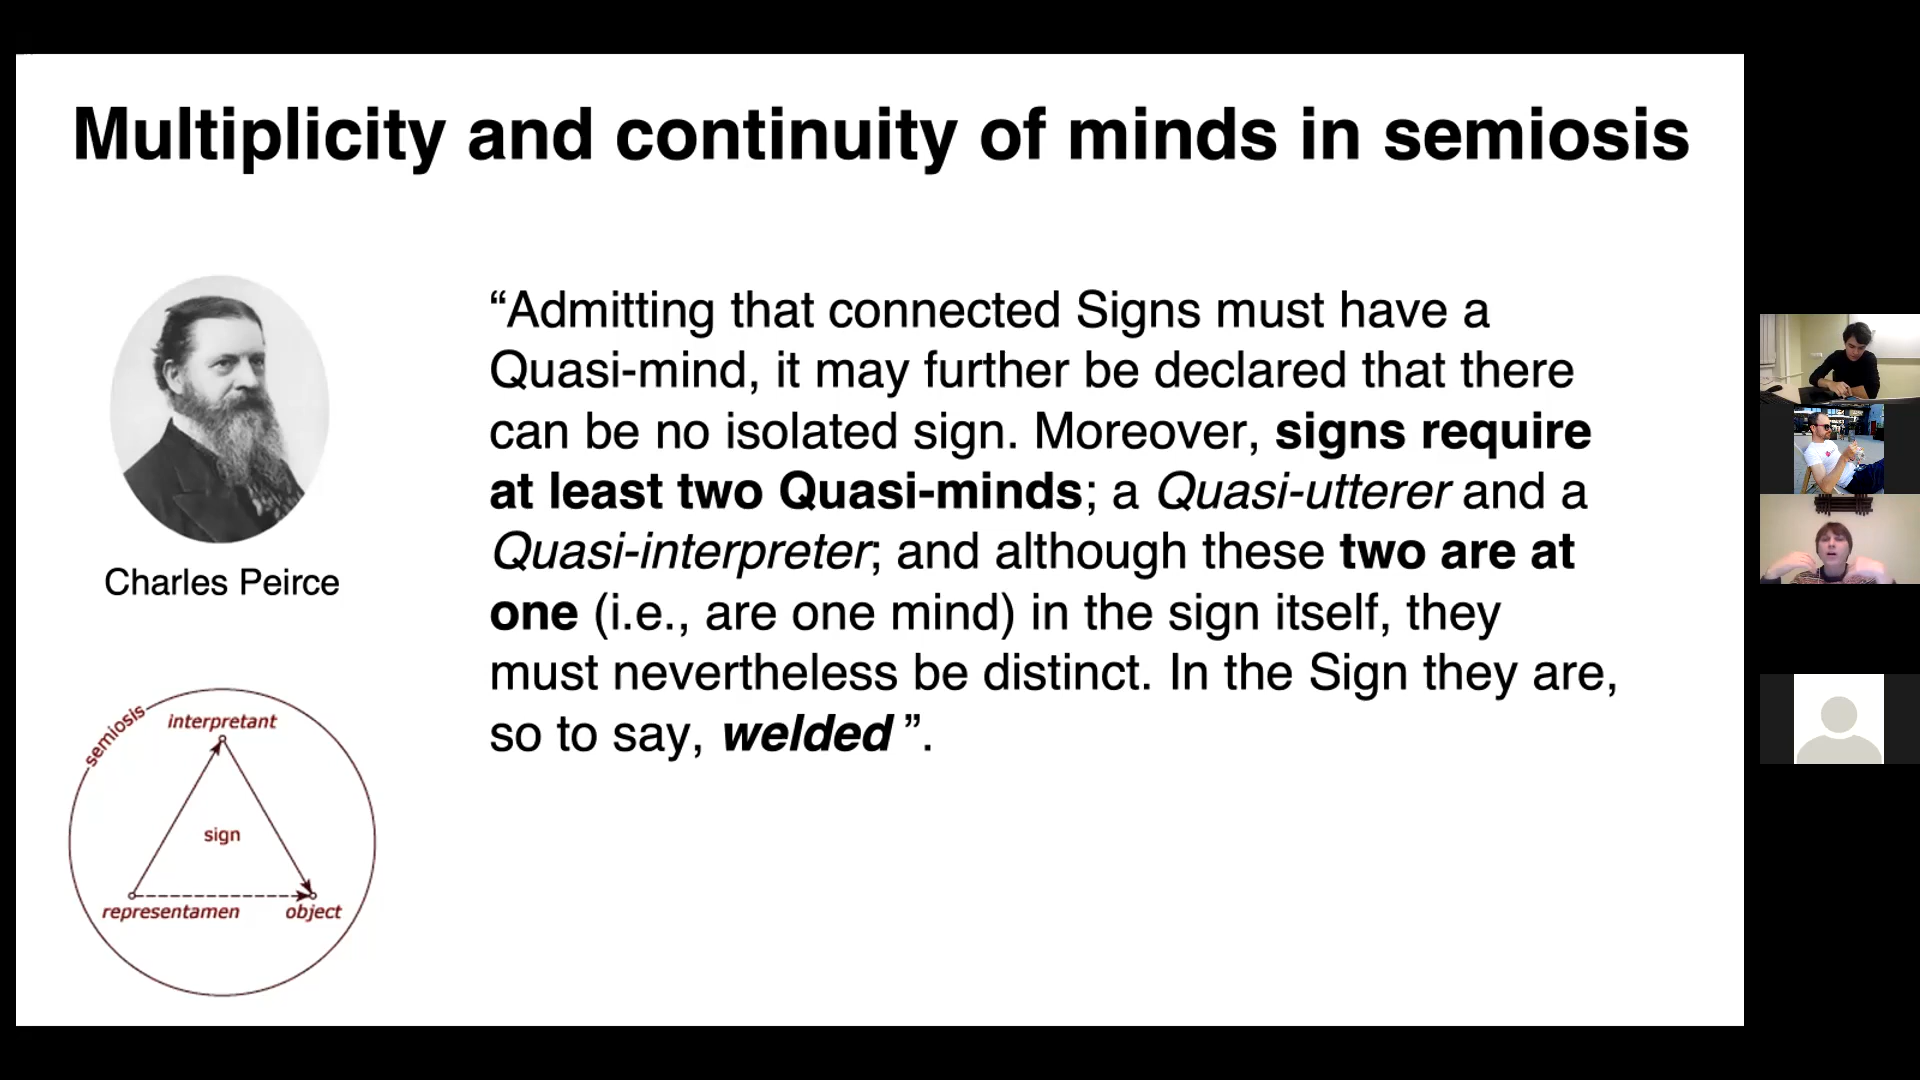 Multiplicity and continuity of minds in semiosis
“Admitting that connected Signs must have a
Quasi-mind, it may further be declared that there
can be no isolated sign. Moreover, signs require
at least two Quasi-minds; a Quasi-utterer and a
Quasi-interpreter; and although these two are at
one (i.e., are one mind) in the sign itself, they
must nevertheless be distinct. In the Sign they are,
so to say, welded ”.
Charles Peirce
semiosis
interpretant
sign
representamen
object